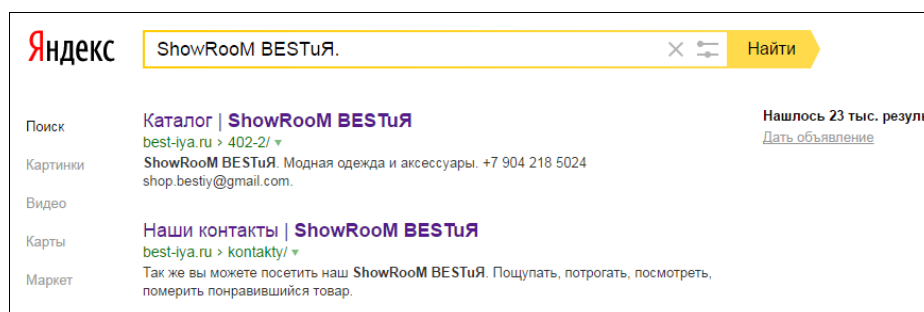 Яндекс
ShowRooM BESTuЯ.
Найти
Поиск
Картинки
Видео
Карты
Маркет
Каталог | ShowRooM BESTuЯ
best-iya.ru › 402-2/
ShowRooM BESTuЯ. Модная одежда и аксессуары. +7 904 218 5024
shop.bestiy@gmail.com.
Наши контакты | ShowRooM BESTuЯ
best-iya.ru › kontakty/
Так же вы можете посетить наш ShowRooM BESTuЯ. Пощупать, потрогать, посмотреть,
померить понравившийся товар.
Нашлось 23 тыс. резуль
Дать объявление